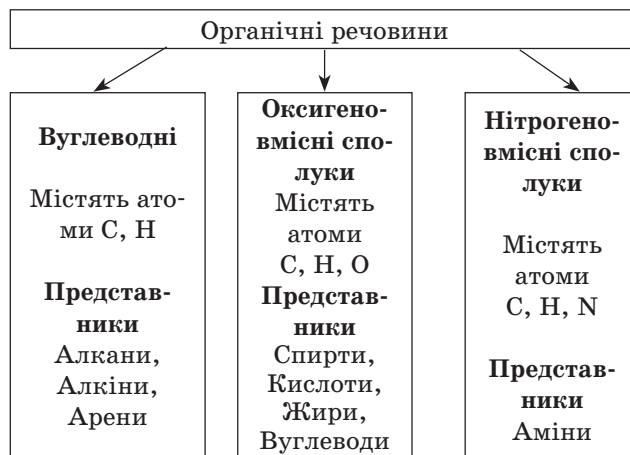 Органічні речовини
Вуглеводні
Містять ато-
ми C, H
Представ-
ники
Алкани,
Алкіни,
Арени
Оксигено-
вмісні спо-
луки
Містять
атоми
C, H, O
Представ-
ники
Спирти,
Кислоти,
Жири,
Вуглеводи
Нітрогено-
вмісні спо-
луки
Містять
атоми
C, H, N
Представ-
ники
Аміни